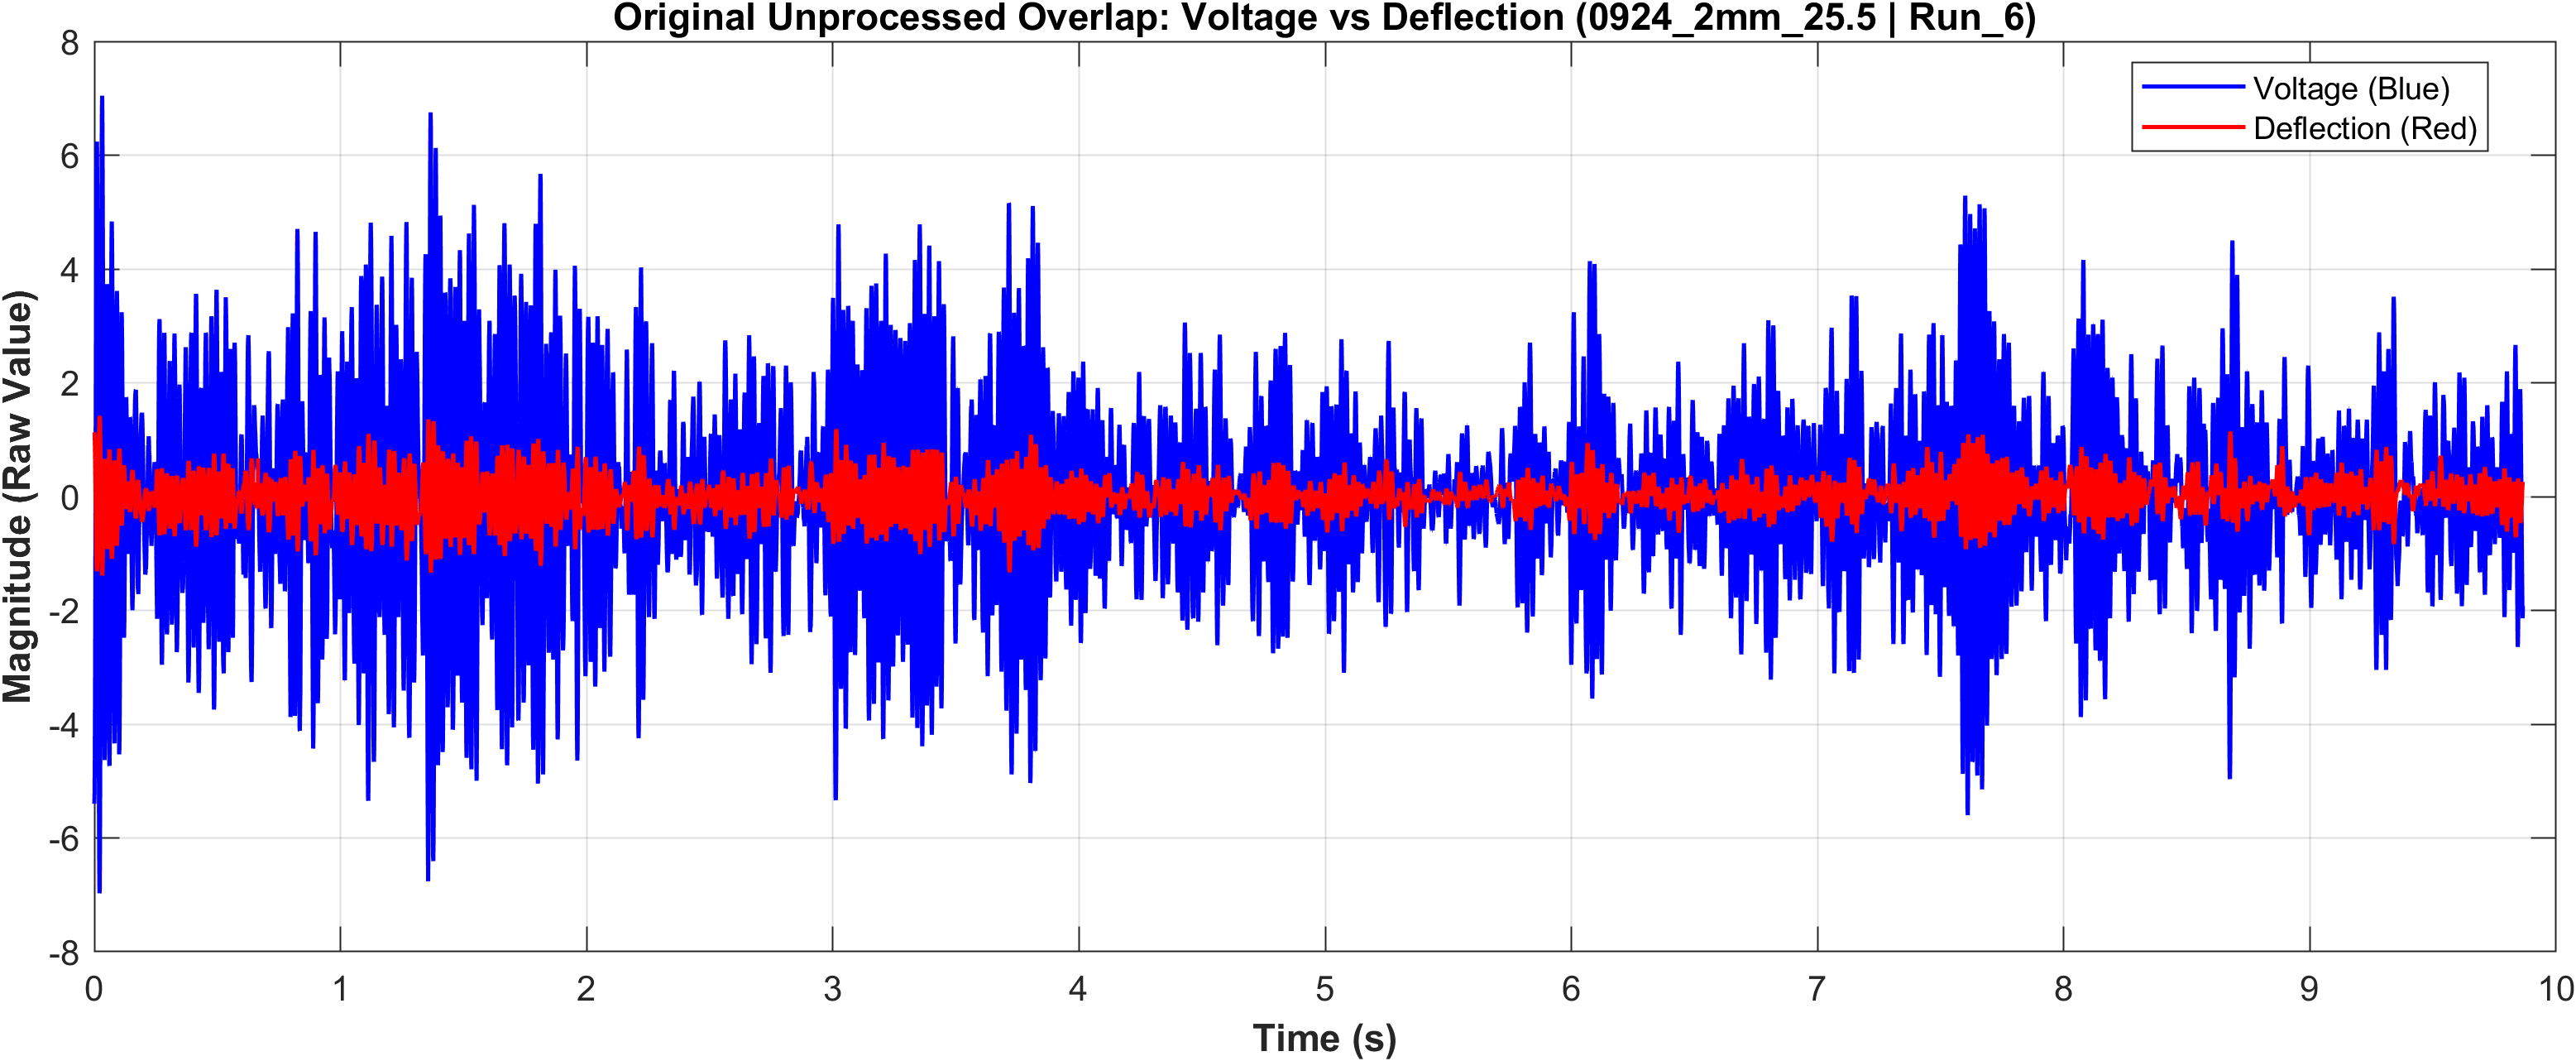 Original Unprocessed Overlap: Voltage vs Deflection (0924_2mm_25.5 | Run_6)
Voltage (Blue)
Deflection (Red)
Magnitude (Raw Value)
8
6
4
2
0
-2
-4
-6
-8
0 1 2 3 4 5 6 7 8 9 10
Time (s)